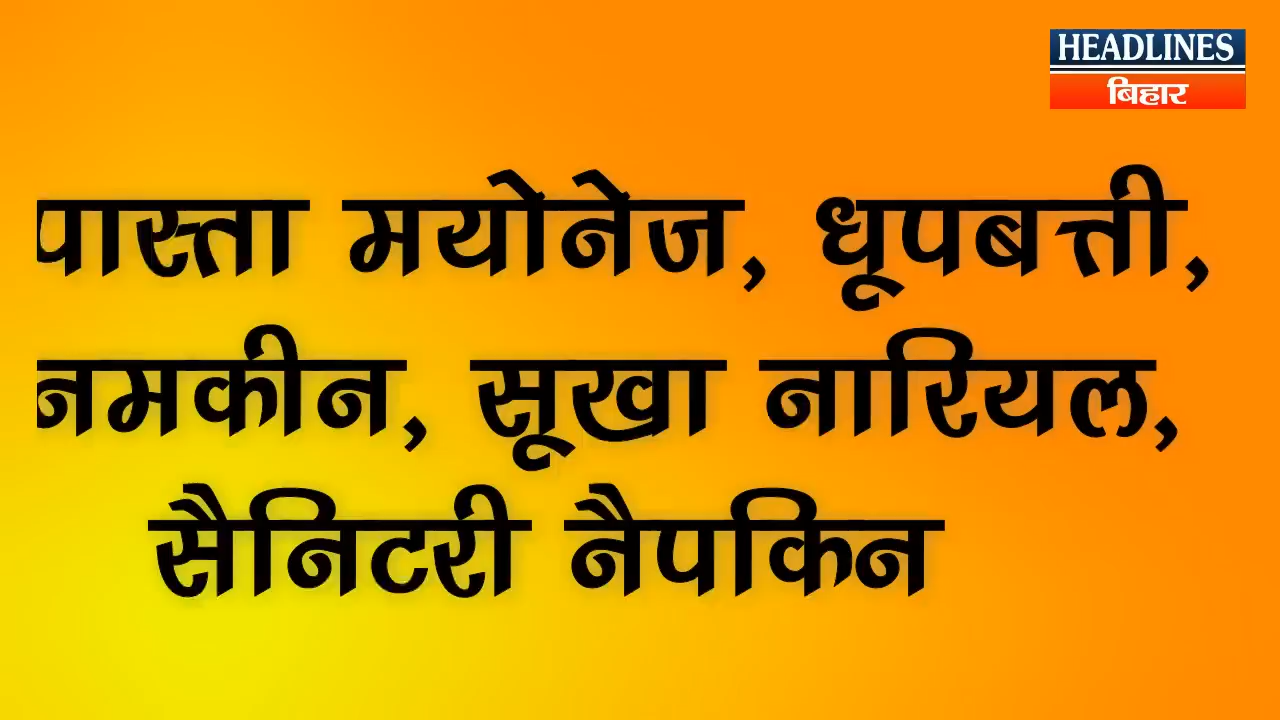 HEADLINES
बिहार
पास्ता मयोनेज, धूपबत्ती,
नमकीन, सूखा नारियल,
सैनिटरी नैपकिन